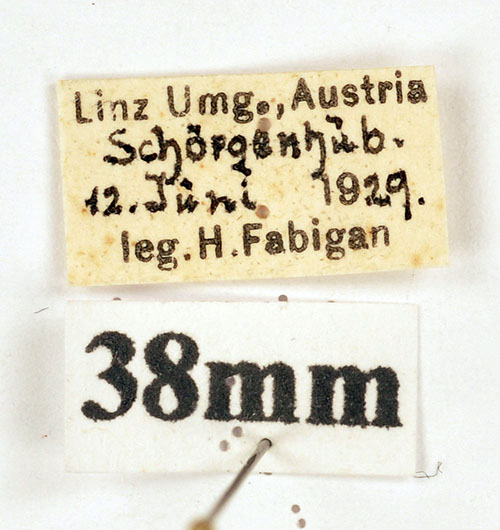 Linz Umg., Austria
Schörgenhub.
12. Juni 1929.
leg. H. Fabigan
38mm